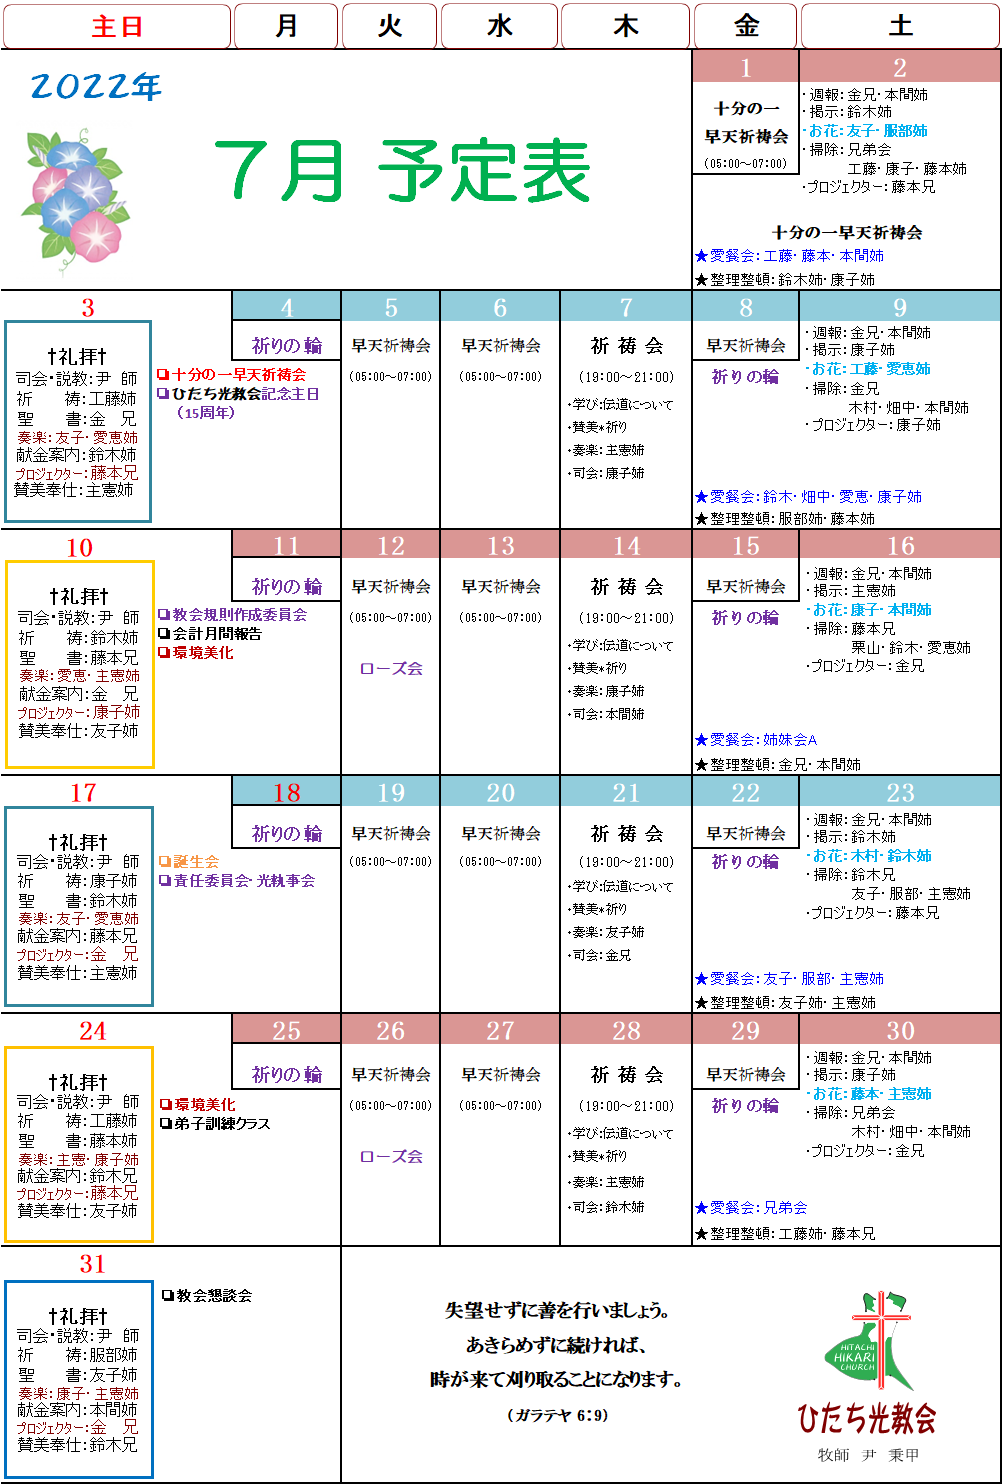 主日 月 火 水 木 金 土
2022年
7月 予定表
1
十分の一
早天祈祷会
(05:00～07:00)
2
・週報：金兄・本間姉
・掲示：鈴木姉
・お花：友子・服部姉
・掃除：兄弟会
工藤・康子・藤本姉
・プロジェクター：藤本兄
十分の一早天祈祷会
★愛餐会：工藤・藤本・本間姉
★整理整頓：鈴木姉・康子姉
3
✝礼拝✝
司会・説教：尹 師
祈 祷：工藤姉
聖 書：金 兄
奏楽：友子・愛恵姉
献金案内：鈴木姉
プロジェクター：藤本兄
賛美奉仕：主憲姉
❏十分の一早天祈祷会
❏ひたち光教会記念主日
（15周年）
4
祈りの輪
5
早天祈祷会
(05:00～07:00)
6
早天祈祷会
(05:00～07:00)
7
祈 祷 会
(19:00～21:00)
・学び：伝道について
・賛美*祈り
・奏楽：主憲姉
・司会：康子姉
8
早天祈祷会
祈りの輪
9
・週報：金兄・本間姉
・掲示：康子姉
・お花：工藤・愛恵姉
・掃除：金兄
木村・畑中・本間姉
・プロジェクター：康子姉
★愛餐会：鈴木・畑中・愛恵・康子姉
★整理整頓：服部姉・藤本姉
10
✝礼拝✝
司会・説教：尹 師
祈 祷：鈴木姉
聖 書：藤本兄
奏楽：愛恵・主憲姉
献金案内：金 兄
プロジェクター：康子姉
賛美奉仕：友子姉
❏教会規則作成委員会
❏会計月間報告
❏環境美化
11
祈りの輪
12
早天祈祷会
(05:00～07:00)
ローズ会
13
早天祈祷会
(05:00～07:00)
14
祈 祷 会
(19:00～21:00)
・学び：伝道について
・賛美*祈り
・奏楽：康子姉
・司会：本間姉
15
早天祈祷会
祈りの輪
16
・週報：金兄・本間姉
・掲示：主憲姉
・お花：康子・本間姉
・掃除：藤本兄
栗山・鈴木・愛恵姉
・プロジェクター：金兄
★愛餐会：姉妹会A
★整理整頓：金兄・本間姉
17
✝礼拝✝
司会・説教：尹 師
祈 祷：康子姉
聖 書：鈴木姉
奏楽：友子・愛恵姉
献金案内：藤本兄
プロジェクター：金 兄
賛美奉仕：主憲姉
❏誕生会
❏責任委員会・光執事会
18
祈りの輪
19
早天祈祷会
(05:00～07:00)
20
早天祈祷会
(05:00～07:00)
21
祈 祷 会
(19:00～21:00)
・学び：伝道について
・賛美*祈り
・奏楽：友子姉
・司会：金兄
22
早天祈祷会
祈りの輪
23
・週報：金兄・本間姉
・掲示：鈴木姉
・お花：木村・鈴木姉
・掃除：鈴木兄
友子・服部・主憲姉
・プロジェクター：藤本兄
★愛餐会：友子・服部・主憲姉
★整理整頓：友子姉・主憲姉
24
✝礼拝✝
司会・説教：尹 師
祈 祷：工藤姉
聖 書：藤本姉
奏楽：主憲・康子姉
献金案内：鈴木兄
プロジェクター：藤本兄
賛美奉仕：友子姉
❏環境美化
❏弟子訓練クラス
25
祈りの輪
26
早天祈祷会
(05:00～07:00)
ローズ会
27
早天祈祷会
(05:00～07:00)
28
祈 祷 会
(19:00～21:00)
・学び：伝道について
・賛美*祈り
・奏楽：主憲姉
・司会：鈴木姉
29
早天祈祷会
祈りの輪
30
・週報：金兄・本間姉
・掲示：康子姉
・お花：藤本・主憲姉
・掃除：兄弟会
木村・畑中・本間姉
・プロジェクター：金兄
★愛餐会：兄弟会
★整理整頓：工藤姉・藤本兄
31
✝礼拝✝
司会・説教：尹 師
祈 祷：服部姉
聖 書：友子姉
奏楽：康子・主憲姉
献金案内：本間姉
プロジェクター：金 兄
賛美奉仕：鈴木兄
❏教会懇談会
失望せずに善を行いましょう。
あきらめずに続ければ、
時が来て刈り取ることになります。
（ガラテヤ 6：9）
HITACHI
HIKARI
CHURCH
ひたち光教会
牧師 尹 秉甲